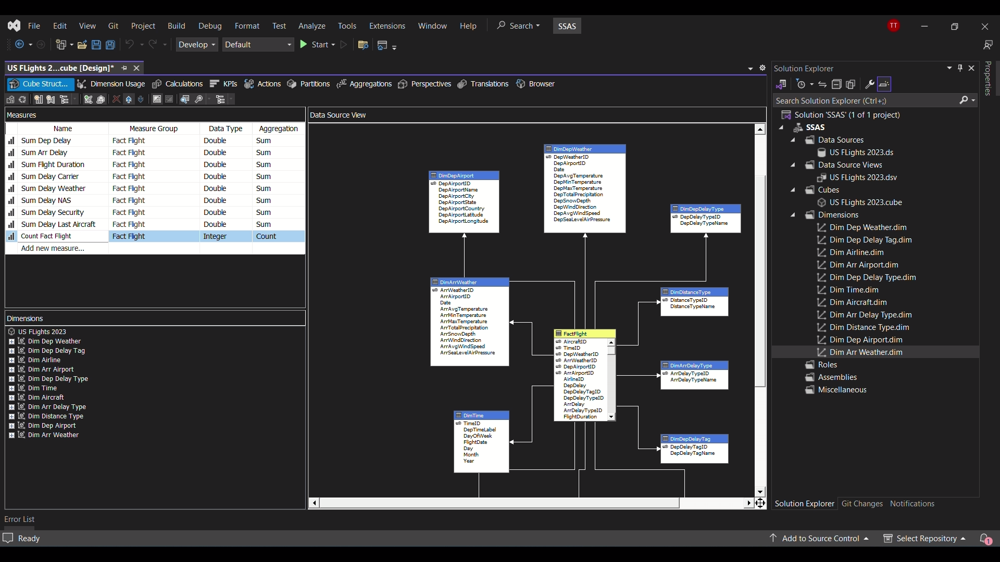 File Edit View Git Project Build Debug Format Test Analyze Tools Extensions Window Help Search SSAS TT
Develop Default Start
US FLights 2...cube [Design]*
Cube Struct... Dimension Usage Calculations KPIs Actions Partitions Aggregations Perspectives Translations Browser
Measures
Name Measure Group Data Type Aggregation
Sum Dep Delay Fact Flight Double Sum
Sum Arr Delay Fact Flight Double Sum
Sum Flight Duration Fact Flight Double Sum
Sum Delay Carrier Fact Flight Double Sum
Sum Delay Weather Fact Flight Double Sum
Sum Delay NAS Fact Flight Double Sum
Sum Delay Security Fact Flight Double Sum
Sum Delay Last Aircraft Fact Flight Double Sum
Count Fact Flight Fact Flight Integer Count
Add new measure...
Dimensions
US FLights 2023
Dim Dep Weather
Dim Dep Delay Tag
Dim Airline
Dim Arr Airport
Dim Dep Delay Type
Dim Time
Dim Aircraft
Dim Arr Delay Type
Dim Distance Type
Dim Dep Airport
Dim Arr Weather
Data Source View
DimDepAirport
DepAirportID
DepAirportName
DepAirportCity
DepAirportState
DepAirportCountry
DepAirportLatitude
DepAirportLongitude
DimDepWeather
DepWeatherID
DepAirportID
Date
DepAvgTemperature
DepMinTemperature
DepMaxTemperature
DepTotalPrecipitation
DepSnowDepth
DepWindDirection
DepAvgWindSpeed
DepSeaLevelAirPressure
DimDepDelayType
DepDelayTypeID
DepDelayTypeName
DimArrWeather
ArrWeatherID
ArrAirportID
Date
ArrAvgTemperature
ArrMinTemperature
ArrMaxTemperature
ArrTotalPrecipitation
ArrSnowDepth
ArrWindDirection
ArrAvgWindSpeed
ArrSeaLevelAirPressure
DimDistanceType
DistanceTypeID
DistanceTypeName
FactFlight
AircraftID
TimeID
DepWeatherID
ArrWeatherID
DepAirportID
ArrAirportID
AirlineID
DepDelay
DepDelayTagID
DepDelayTypeID
ArrDelay
ArrDelayTypeID
FlightDuration
DimArrDelayType
ArrDelayTypeID
ArrDelayTypeName
DimTime
TimeID
DepTimeLabel
DayOfWeek
FlightDate
Day
Month
Year
DimDepDelayTag
DepDelayTagID
DepDelayTagName
Solution Explorer
Search Solution Explorer (Ctrl+;)
Solution 'SSAS' (1 of 1 project)
SSAS
Data Sources
US FLights 2023.ds
Data Source Views
US FLights 2023.dsv
Cubes
US FLights 2023.cube
Dimensions
Dim Dep Weather.dim
Dim Dep Delay Tag.dim
Dim Airline.dim
Dim Arr Airport.dim
Dim Dep Delay Type.dim
Dim Time.dim
Dim Aircraft.dim
Dim Arr Delay Type.dim
Dim Distance Type.dim
Dim Dep Airport.dim
Dim Arr Weather.dim
Roles
Assemblies
Miscellaneous
Solution Explorer Git Changes Notifications
Properties
Error List
Ready Add to Source Control Select Repository 1